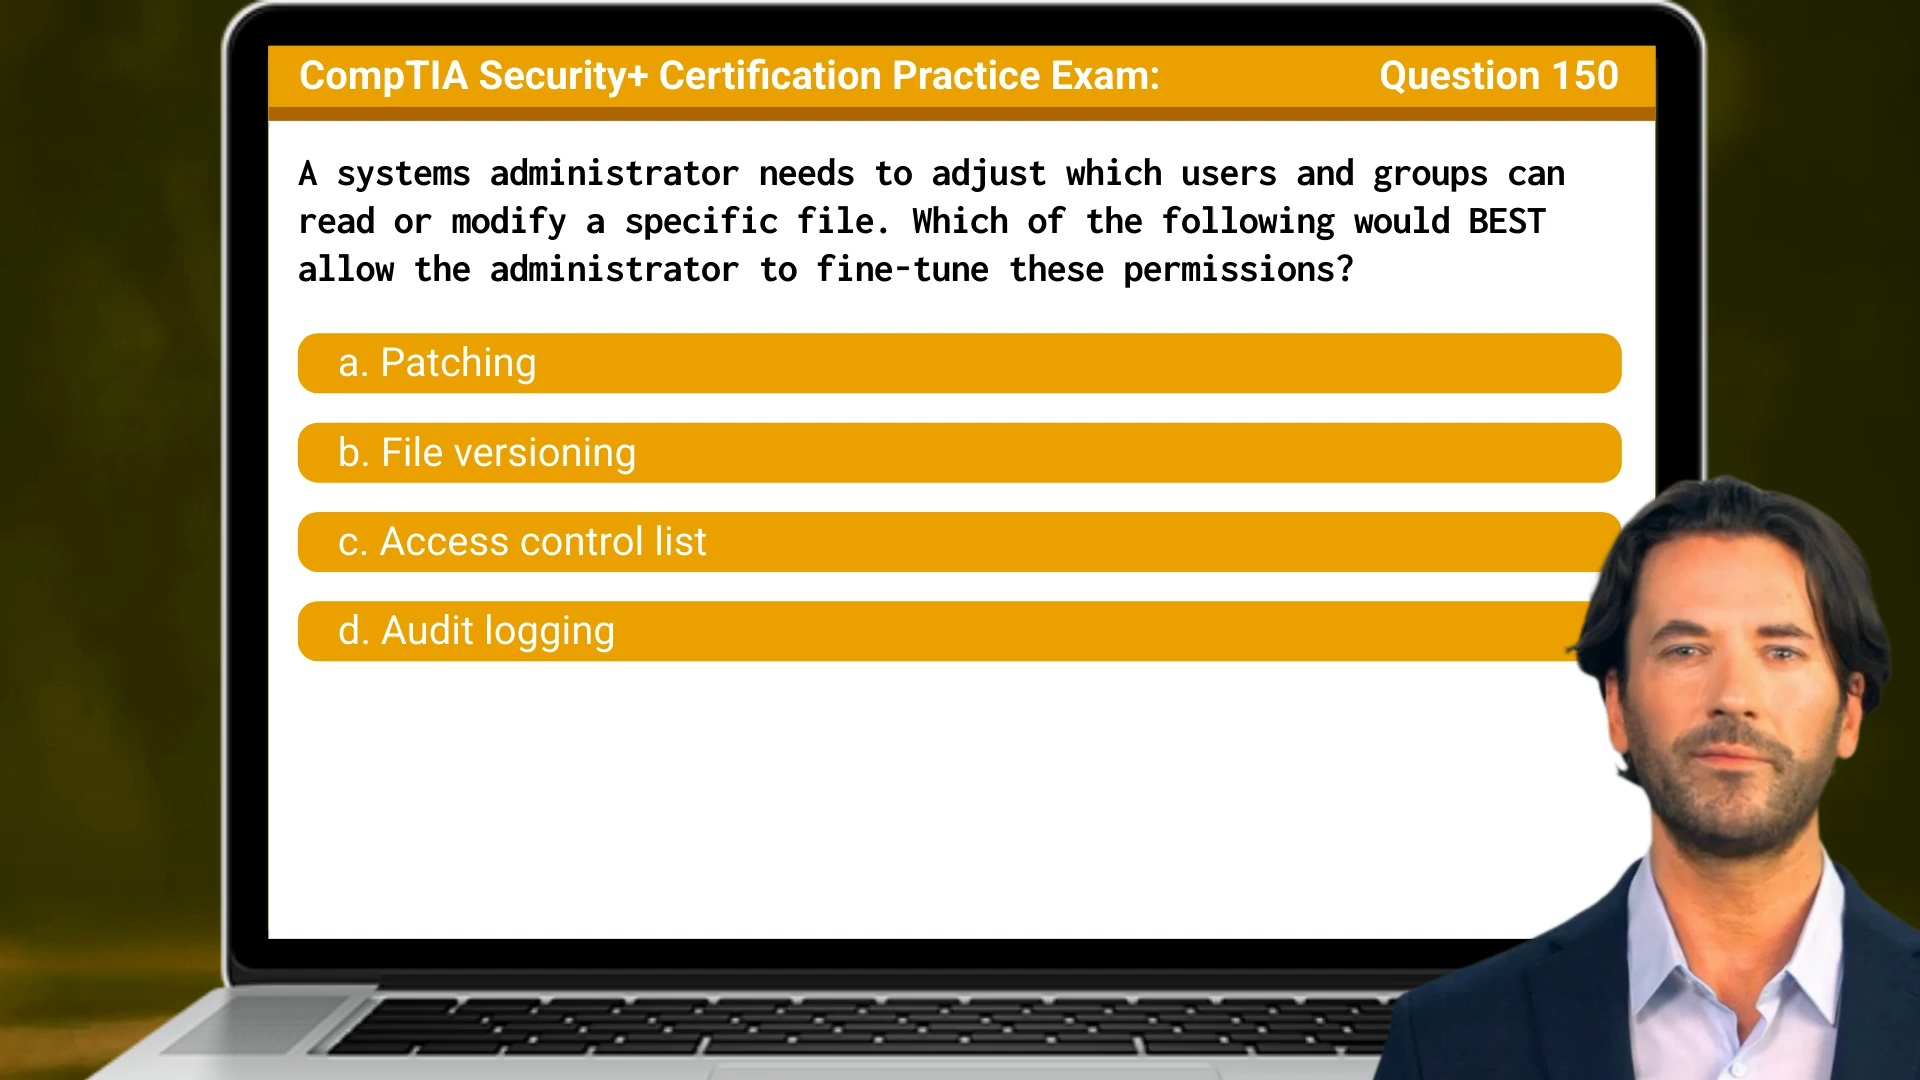 CompTIA Security+ Certification Practice Exam: Question 150
A systems administrator needs to adjust which users and groups can
read or modify a specific file. Which of the following would BEST
allow the administrator to fine-tune these permissions?
a. Patching
b. File versioning
c. Access control list
d. Audit logging